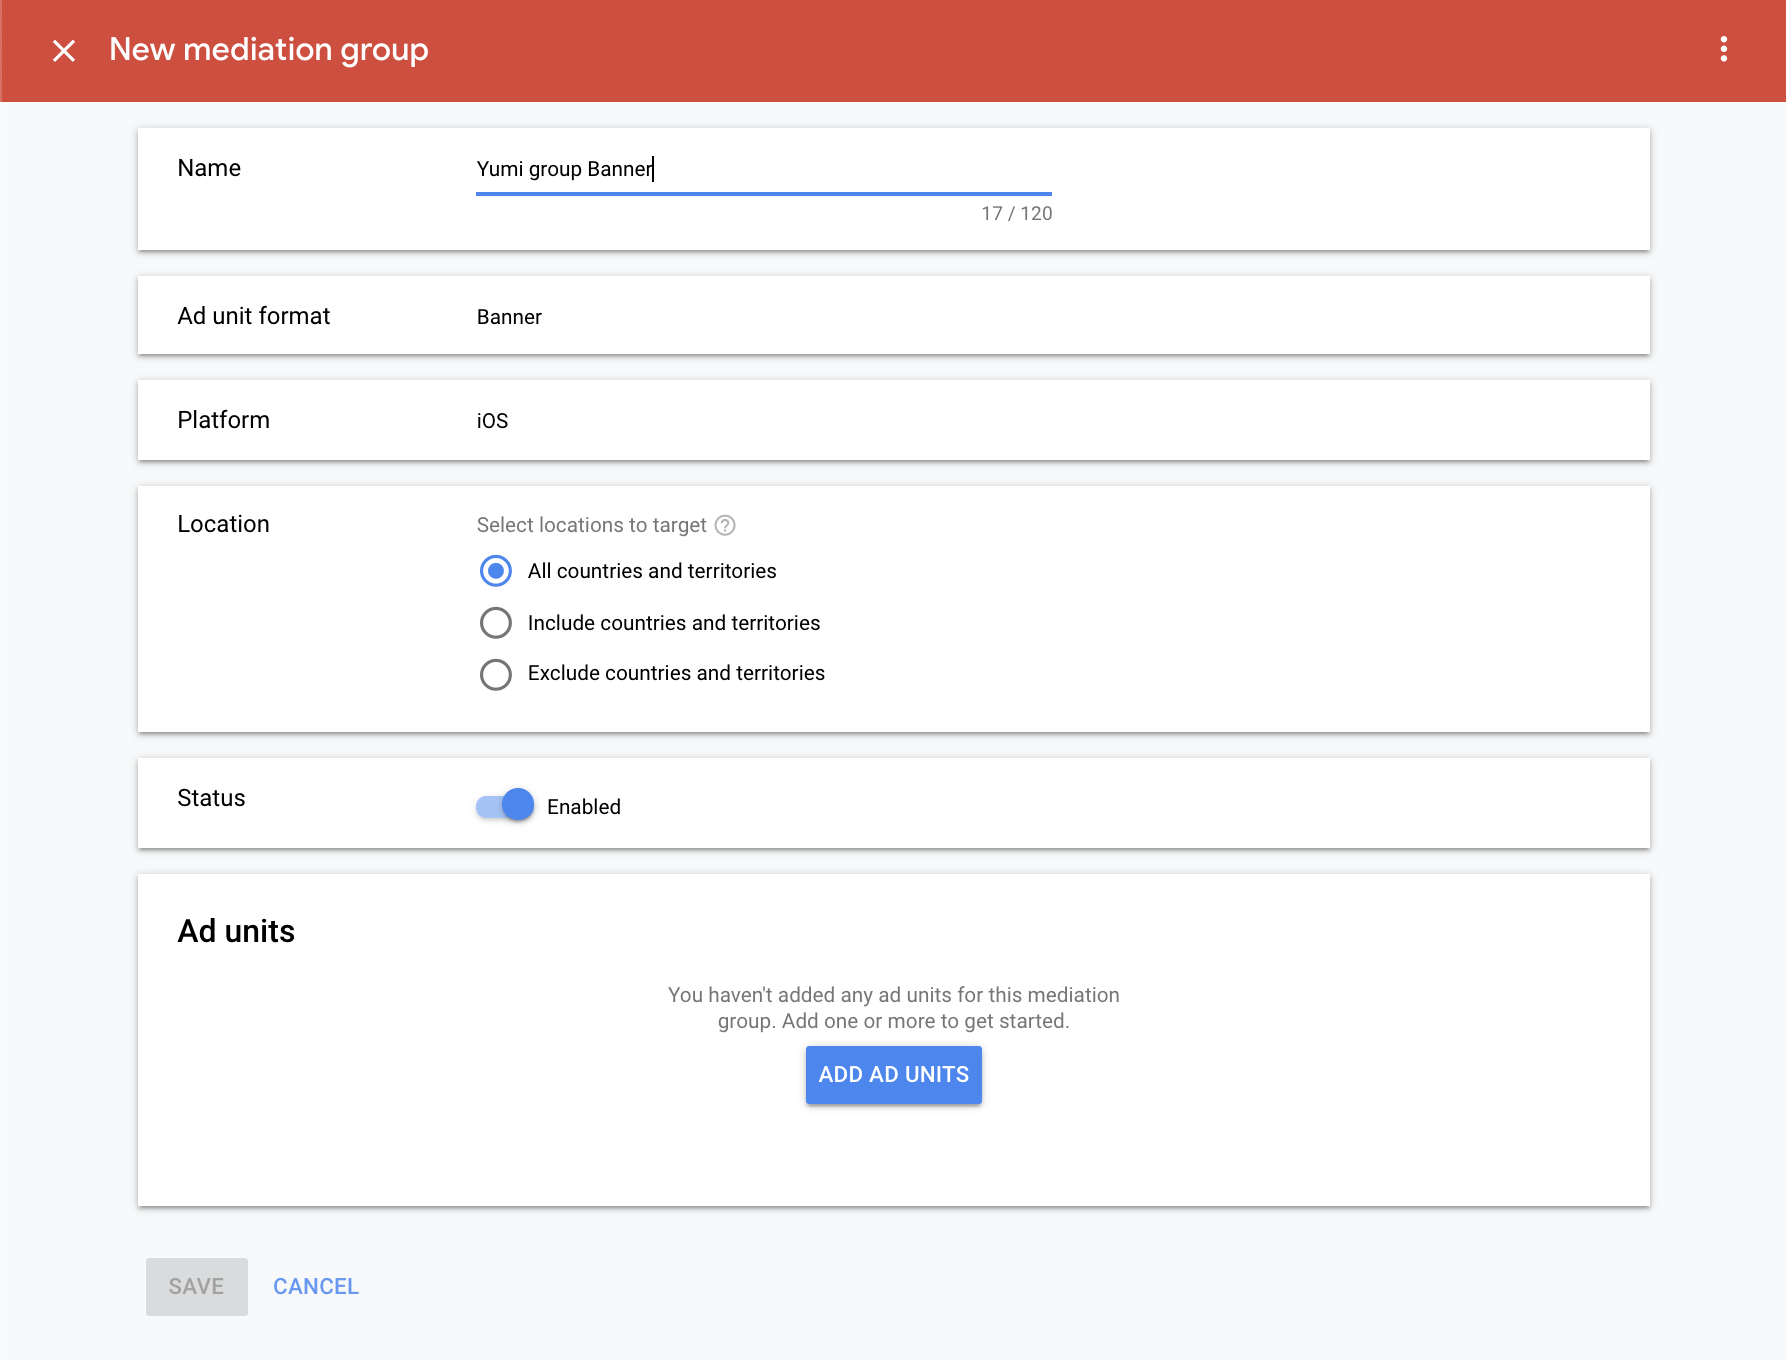 New mediation group
Name
Yumi group Banner
17 / 120
Ad unit format
Banner
Platform
iOS
Location
Select locations to target ?
All countries and territories
Include countries and territories
Exclude countries and territories
Status
Enabled
Ad units
You haven't added any ad units for this mediation
group. Add one or more to get started.
ADD AD UNITS
SAVE
CANCEL